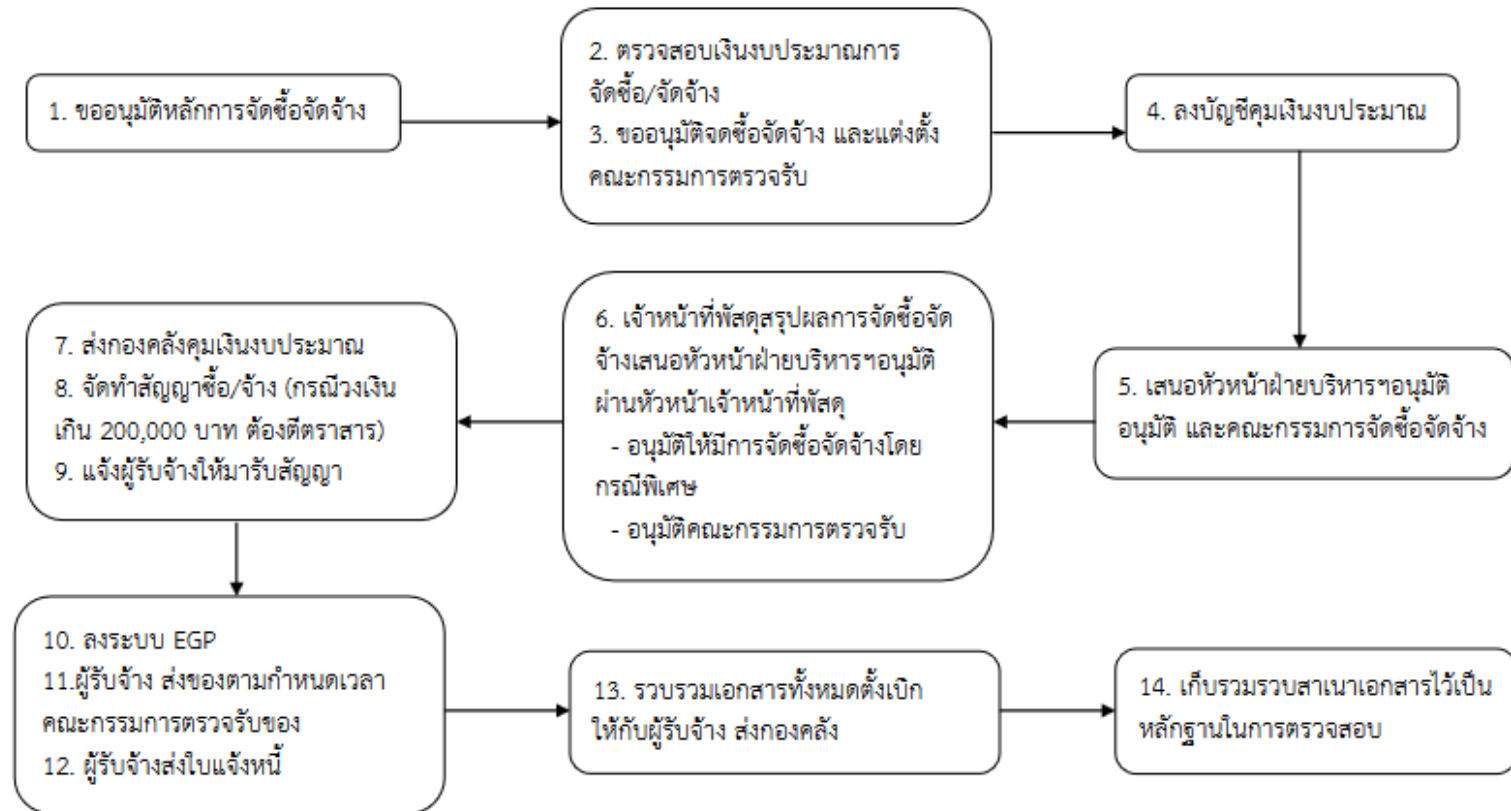 1. ขออนุมัติหลักการจัดซื้อจัดจ้าง
2. ตรวจสอบเงินงบประมาณการ
จัดซื้อ/จัดจ้าง
3. ขออนุมัติจดซื้อจัดจ้าง และแต่งตั้ง
คณะกรรมการตรวจรับ
4. ลงบัญชีคุมเงินงบประมาณ
5. เสนอหัวหน้าฝ่ายบริหารฯอนุมัติ
อนุมัติ และคณะกรรมการจัดซื้อจัดจ้าง
6. เจ้าหน้าที่พัสดุสรุปผลการจัดซื้อจัด
จ้างเสนอหัวหน้าฝ่ายบริหารฯอนุมัติ
ผ่านหัวหน้าเจ้าหน้าที่พัสดุ
- อนุมัติให้มีการจัดซื้อจัดจ้างโดย
กรณีพิเศษ
- อนุมัติคณะกรรมการตรวจรับ
7. ส่งกองคลังคุมเงินงบประมาณ
8. จัดทำสัญญาซื้อ/จ้าง (กรณีวงเงิน
เกิน 200,000 บาท ต้องตีตราสาร)
9. แจ้งผู้รับจ้างให้มารับสัญญา
10. ลงระบบ EGP
11.ผู้รับจ้าง ส่งของตามกำหนดเวลา
คณะกรรมการตรวจรับของ
12. ผู้รับจ้างส่งใบแจ้งหนี้
13. รวบรวมเอกสารทั้งหมดตั้งเบิก
ให้กับผู้รับจ้าง ส่งกองคลัง
14. เก็บรวมรวบสาเนาเอกสารไว้เป็น
หลักฐานในการตรวจสอบ